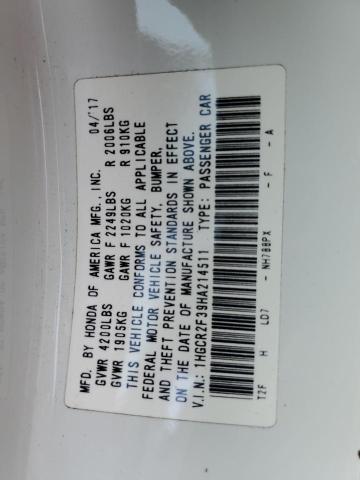 MFD. BY HONDA OF AMERICA MFG., INC. 04/17
GVWR 4200LBS GAWR F 2249LBS R 2006LBS
GVWR 1905KG GAWR F 1020KG R 910KG
THIS VEHICLE CONFORMS TO ALL APPLICABLE
FEDERAL MOTOR VEHICLE SAFETY, BUMPER,
AND THEFT PREVENTION STANDARDS IN EFFECT
ON THE DATE OF MANUFACTURE SHOWN ABOVE.
V.I.N.: 1HGCR2F39HA214511 TYPE: PASSENGER CAR
T2F H LD7 - NH788PX - F - A